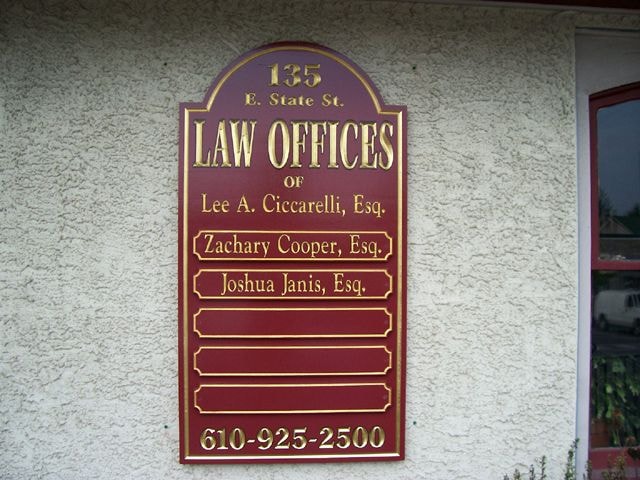 135
E. State St.
LAW OFFICES
OF
Lee A. Ciccarelli, Esq.
Zachary Cooper, Esq.
Joshua Janis, Esq.
610-925-2500